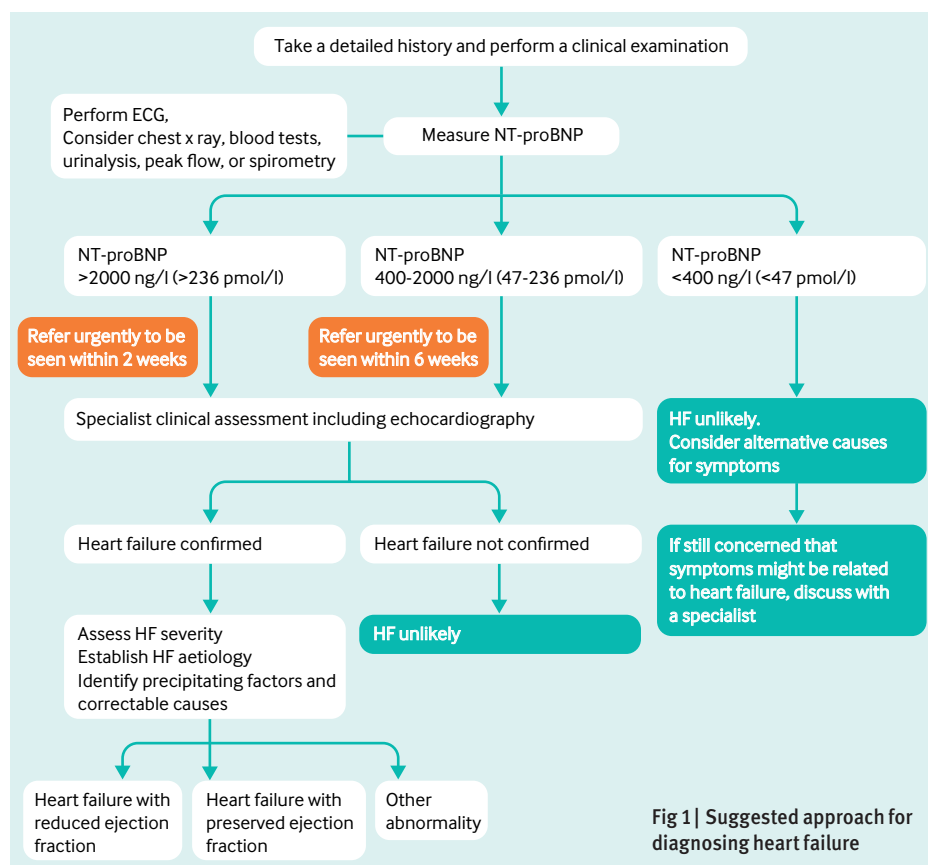 Take a detailed history and perform a clinical examination
Perform ECG,
Consider chest x ray, blood tests,
urinalysis, peak flow, or spirometry
Measure NT-proBNP
NT-proBNP
>2000 ng/l (>236 pmol/l)
NT-proBNP
400-2000 ng/l (47-236 pmol/l)
NT-proBNP
<400 ng/l (<47 pmol/l)
Refer urgently to be
seen within 2 weeks
Refer urgently to be
seen within 6 weeks
Specialist clinical assessment including echocardiography
HF unlikely.
Consider alternative causes
for symptoms
Heart failure confirmed
Heart failure not confirmed
If still concerned that
symptoms might be related
to heart failure, discuss with
a specialist
Assess HF severity
Establish HF aetiology
Identify precipitating factors and
correctable causes
HF unlikely
Heart failure with
reduced ejection
fraction
Heart failure with
preserved ejection
fraction
Other
abnormality
Fig 1 | Suggested approach for
diagnosing heart failure